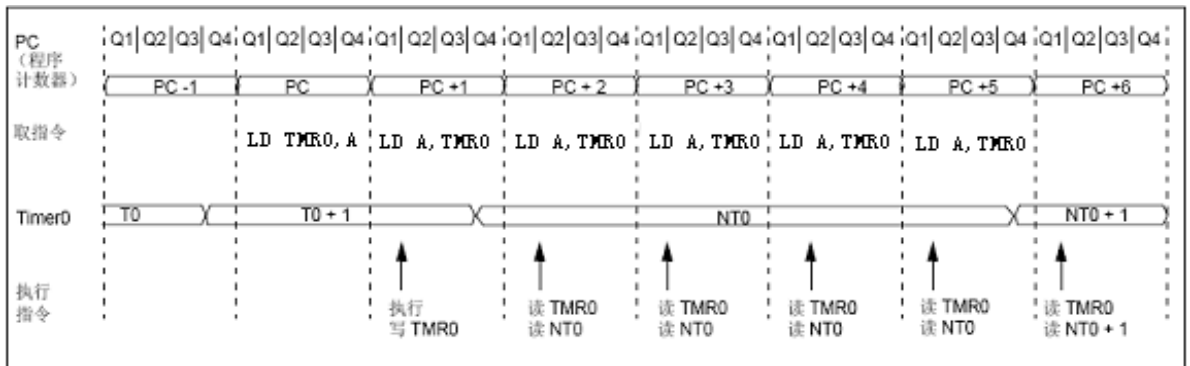 PC
（程序
计数器）
Q1 Q2 Q3 Q4 Q1 Q2 Q3 Q4 Q1 Q2 Q3 Q4 Q1 Q2 Q3 Q4 Q1 Q2 Q3 Q4 Q1 Q2 Q3 Q4 Q1 Q2 Q3 Q4 Q1 Q2 Q3 Q4
PC -1 PC PC +1 PC + 2 PC +3 PC +4 PC +5 PC +6
取指令
LD TMR0, A LD A, TMR0 LD A, TMR0 LD A, TMR0 LD A, TMR0 LD A, TMR0
Timer0 T0 T0 + 1 NT0 NT0 + 1
执行
指令
执行
写 TMR0
读 TMR0
读 NT0
读 TMR0
读 NT0
读 TMR0
读 NT0
读 TMR0
读 NT0
读 TMR0
读 NT0 + 1